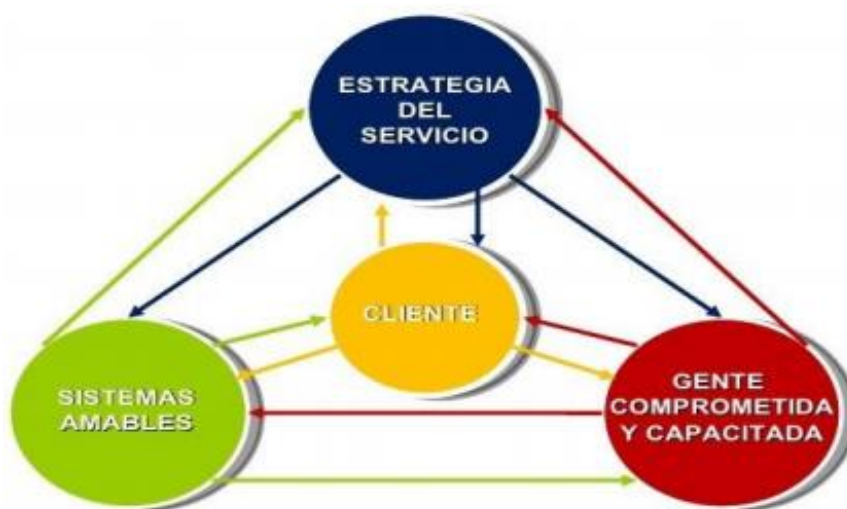 ESTRATEGIA
DEL
SERVICIO
CLIENTE
SISTEMAS
AMABLES
GENTE
COMPROMETIDA
Y CAPACITADA